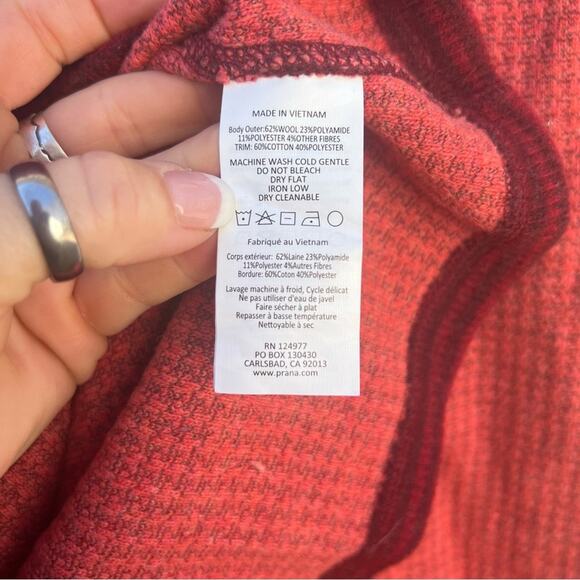 MADE IN VIETNAM
Body Outer:62%WOOL 23%POLYAMIDE
11%POLYESTER 4%OTHER FIBRES
TRIM: 60%COTTON 40%POLYESTER
MACHINE WASH COLD GENTLE
DO NOT BLEACH
DRY FLAT
IRON LOW
DRY CLEANABLE
Fabriqué au Vietnam
Corps extérieur: 62%Laine 23%Polyamide
11%Polyester 4%Autres Fibres
Bordure: 60%Coton 40%Polyester
Lavage machine à froid, Cycle délicat
Ne pas utiliser d'eau de javel
Faire sécher à plat
Repasser à basse température
Nettoyable à sec
RN 124977
PO BOX 130430
CARLSBAD, CA 92013
www.prana.com